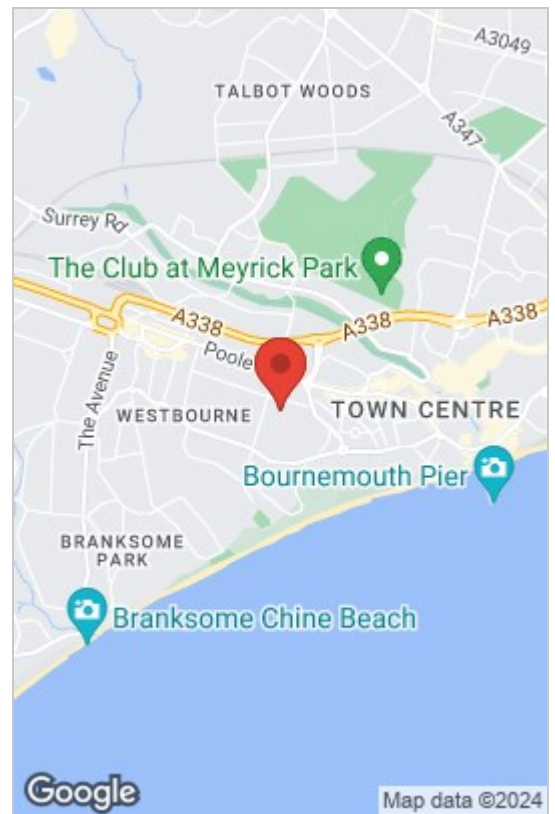 A3049
TALBOT WOODS
A347
Surrey Rd
The Club at Meyrick Park
A338
A338
A338
Poole
The Avenue
WESTBOURNE
TOWN CENTRE
Bournemouth Pier
BRANKSOME
PARK
Branksome Chine Beach
Google
Map data ©2024